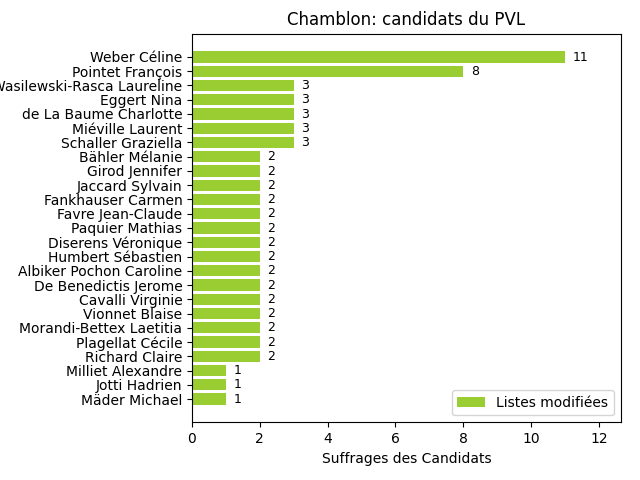 Chamblon: candidats du PVL
Weber Céline 11
Pointet François 8
Wasilewski-Rasca Laureline 3
Eggert Nina 3
de La Baume Charlotte 3
Miéville Laurent 3
Schaller Graziella 3
Bähler Mélanie 2
Girod Jennifer 2
Jaccard Sylvain 2
Fankhauser Carmen 2
Favre Jean-Claude 2
Paquier Mathias 2
Diserens Véronique 2
Humbert Sébastien 2
Albiker Pochon Caroline 2
De Benedictis Jerome 2
Cavalli Virginie 2
Vionnet Blaise 2
Morandi-Bettex Laetitia 2
Plagellat Cécile 2
Richard Claire 2
Milliet Alexandre 1
Jotti Hadrien 1
Mäder Michael 1
Listes modifiées
0 2 4 6 8 10 12
Suffrages des Candidats